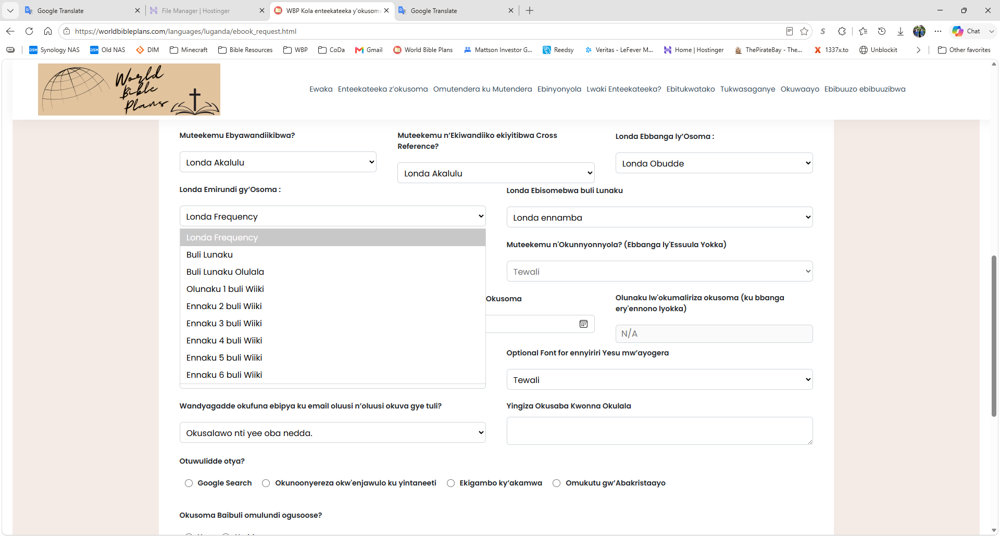 Google Translate
File Manager | Hostinger
WBP Kola enteekateeka y'okusoma
Google Translate
https://worldbibleplans.com/languages/luganda/ebook_request.html
Chat
Synology NAS
Old NAS
DIM
Minecraft
Bible Resources
WBP
CoDa
Gmail
World Bible Plans
Mattson Investor G...
Reedsy
Veritas - LeFever M...
Home | Hostinger
ThePirateBay - The...
1337x.to
Unblockit
Other favorites
World
Bible
Plans
Ewaka Enteekateeka z’okusoma Omutendera ku Mutendera Ebinyonyola Lwaki Enteekateeka? Ebitukwatako Tukwasaganye Okuwaayo Ebibuuzo ebibuuzibwa
Muteekemu Ebyawandiikibwa?
Londa Akalulu
Muteekemu n’Ekiwandiiko ekiyitibwa Cross
Reference?
Londa Akalulu
Londa Ebbanga ly’Osoma :
Londa Obudde
Londa Emirundi gy’Osoma :
Londa Frequency
Londa Frequency
Buli Lunaku
Buli Lunaku Olulala
Olunaku 1 buli Wiiki
Ennaku 2 buli Wiiki
Ennaku 3 buli Wiiki
Ennaku 4 buli Wiiki
Ennaku 5 buli Wiiki
Ennaku 6 buli Wiiki
Londa Ebisomebwa buli Lunaku
Londa ennamba
Muteekemu n'Okunnyonnyola? (Ebbanga ly'Essuula Yokka)
Tewali
Okusoma
Olunaku lw'okumaliriza okusoma (ku bbanga
ery'ennono lyokka)
N/A
Optional Font for ennyiriri Yesu mw’ayogera
Tewali
Wandyagadde okufuna ebipya ku email oluusi n’oluusi okuva gye tuli?
Okusalawo nti yee oba nedda.
Yingiza Okusaba Kwonna Okulala
Otuwulidde otya?
Google Search
Okunoonyereza okw'enjawulo ku yintaneeti
Ekigambo ky’akamwa
Omukutu gw’Abakristaayo
Okusoma Baibuli omulundi ogusoose?